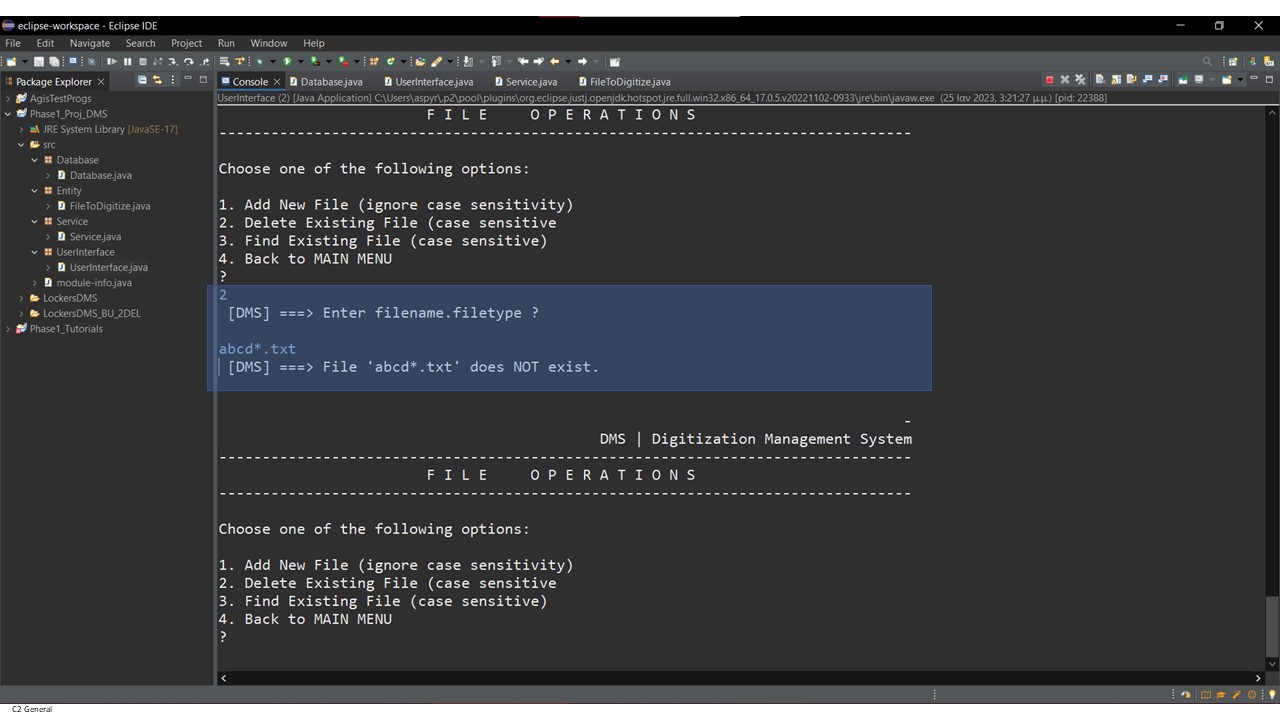 eclipse-workspace - Eclipse IDE
File Edit Navigate Search Project Run Window Help
Package Explorer
Console Database.java UserInterface.java Service.java FileToDigitize.java
UserInterface (2) [Java Application] C:\Users\aspyr\.p2\pool\plugins\org.eclipse.justj.openjdk.hotspot.jre.full.win32.x86_64_17.0.5.v20221102-0933\jre\bin\javaw.exe (25 Ιαν 2023, 3:21:27 μ.μ.) [pid: 22388]
AgisTestProgs
Phase1_Proj_DMS
JRE System Library [JavaSE-17]
src
Database
Database.java
Entity
FileToDigitize.java
Service
Service.java
UserInterface
UserInterface.java
module-info.java
LockersDMS
LockersDMS_BU_2DEL
Phase1_Tutorials
F I L E   O P E R A T I O N S
--------------------------------------------------------------------------------
Choose one of the following options:
1. Add New File (ignore case sensitivity)
2. Delete Existing File (case sensitive
3. Find Existing File (case sensitive)
4. Back to MAIN MENU
?
2
[DMS] ===> Enter filename.filetype ?
abcd*.txt
[DMS] ===> File 'abcd*.txt' does NOT exist.
-
DMS | Digitization Management System
--------------------------------------------------------------------------------
F I L E   O P E R A T I O N S
--------------------------------------------------------------------------------
Choose one of the following options:
1. Add New File (ignore case sensitivity)
2. Delete Existing File (case sensitive
3. Find Existing File (case sensitive)
4. Back to MAIN MENU
?
C2 General